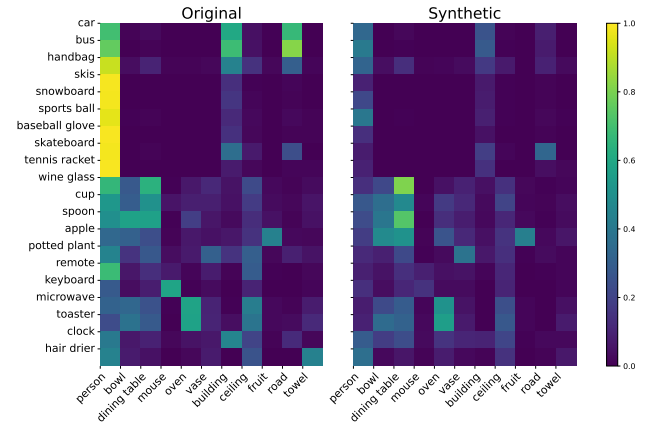 Original
Synthetic
car
bus
handbag
skis
snowboard
sports ball
baseball glove
skateboard
tennis racket
wine glass
cup
spoon
apple
potted plant
remote
keyboard
microwave
toaster
clock
hair drier
person
bowl
dining table
mouse
oven
vase
building
ceiling
fruit
road
towel
person
bowl
dining table
mouse
oven
vase
building
ceiling
fruit
road
towel
1.0
0.8
0.6
0.4
0.2
0.0